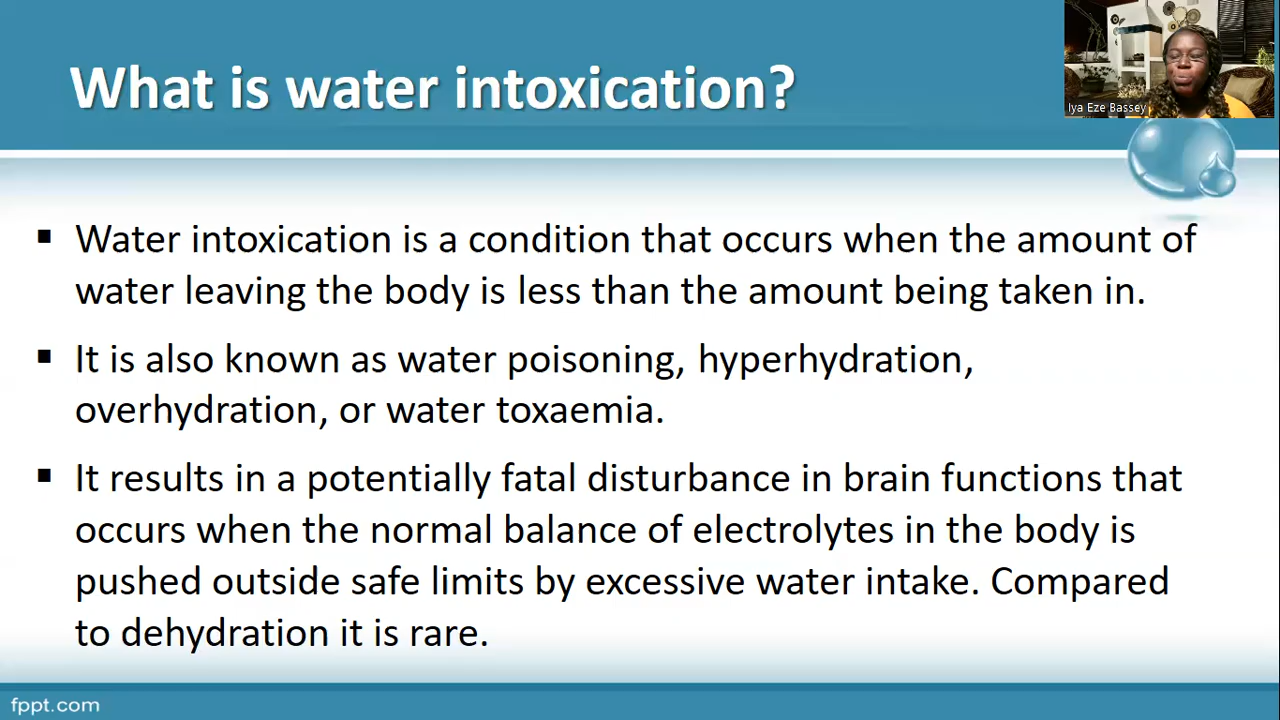 What is water intoxication?
Iya Eze Bassey
▪ Water intoxication is a condition that occurs when the amount of
water leaving the body is less than the amount being taken in.
▪ It is also known as water poisoning, hyperhydration,
overhydration, or water toxaemia.
▪ It results in a potentially fatal disturbance in brain functions that
occurs when the normal balance of electrolytes in the body is
pushed outside safe limits by excessive water intake. Compared
to dehydration it is rare.
fppt.com